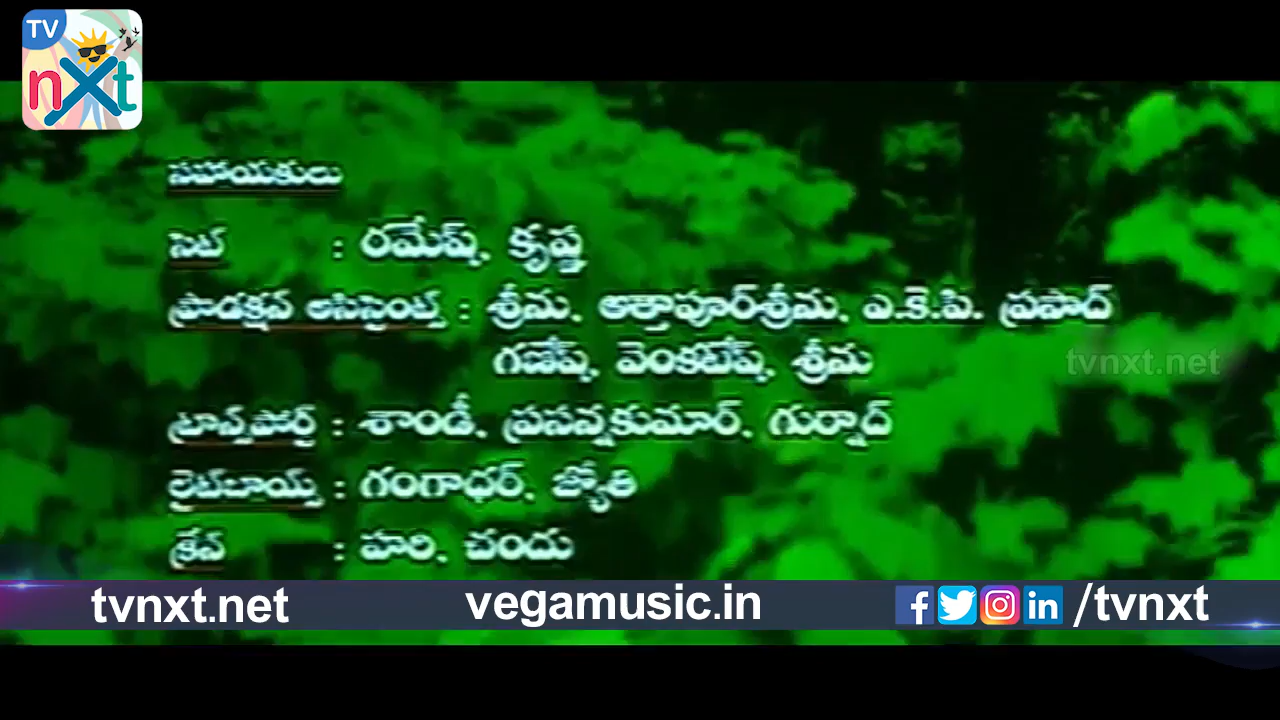 TV
nxt
సహాయకులు
సెట్ : రమేష్, కృష్ణ
ప్రొడక్షన్ అసిస్టెంట్స్ : శ్రీను, అత్తాపూర్‌శ్రీను, ఎ.కె.పి. ప్రసాద్
గణేష్, వెంకటేష్, శ్రీను
tvnxt.net
ట్రాన్స్‌పోర్ట్ : శాండీ, ప్రసన్నకుమార్, గుర్నాద్
లైట్‌బాయ్స్ : గంగాధర్, జ్యోతి
క్రేన్ : హరి, చందు
tvnxt.net vegamusic.in /tvnxt